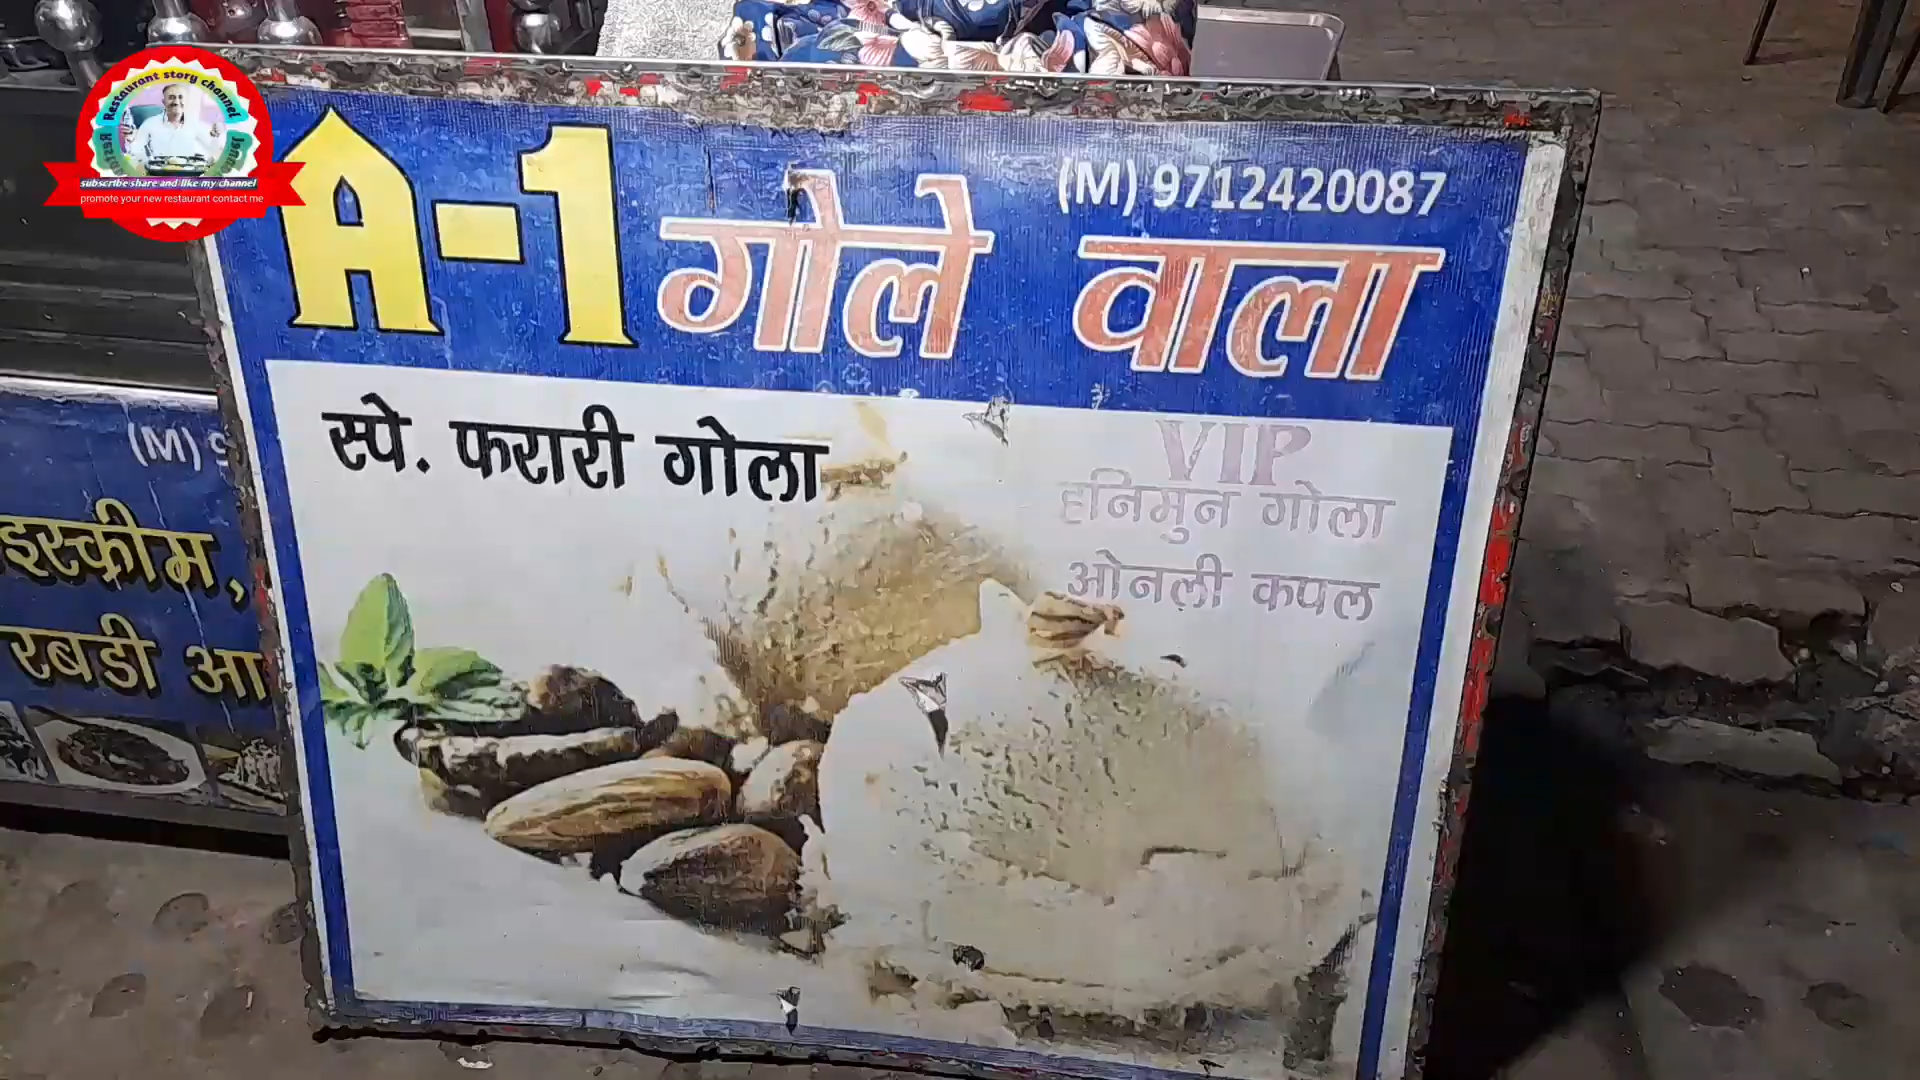 Restaurant story channel
subscribe share and like my channel
promote your new restaurant contact me
A-1 गोले वाला
(M) 9712420087
स्पे. फरारी गोला
VIP
हनिमुन गोला
ओनली कपल
(M) 9
इस्क्रीम,
रबडी आ